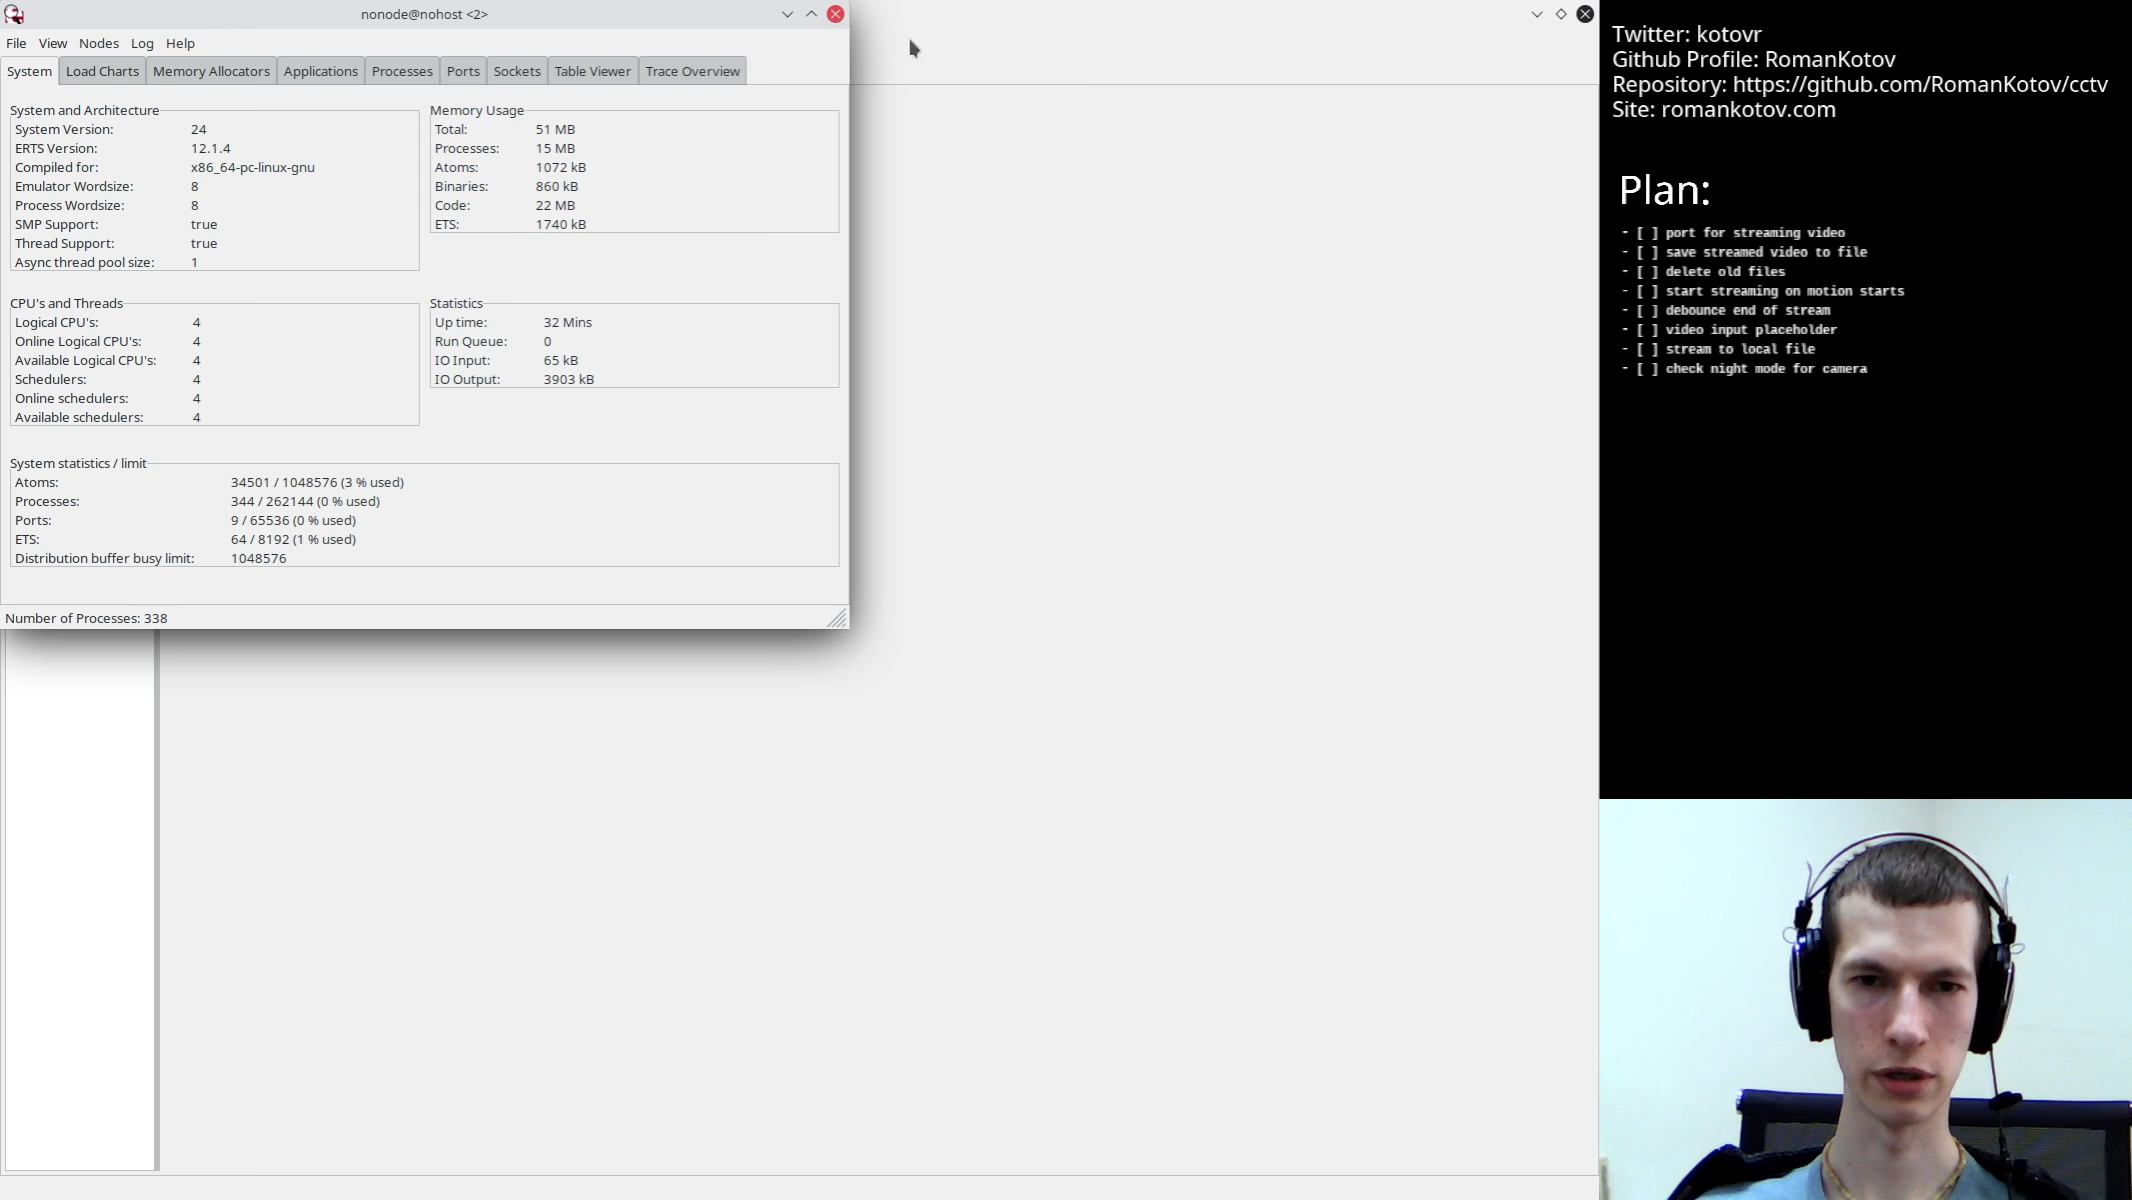 nonode@nohost <2>
File View Nodes Log Help
System Load Charts Memory Allocators Applications Processes Ports Sockets Table Viewer Trace Overview
System and Architecture
System Version: 24
ERTS Version: 12.1.4
Compiled for: x86_64-pc-linux-gnu
Emulator Wordsize: 8
Process Wordsize: 8
SMP Support: true
Thread Support: true
Async thread pool size: 1
Memory Usage
Total: 51 MB
Processes: 15 MB
Atoms: 1072 kB
Binaries: 860 kB
Code: 22 MB
ETS: 1740 kB
CPU's and Threads
Logical CPU's: 4
Online Logical CPU's: 4
Available Logical CPU's: 4
Schedulers: 4
Online schedulers: 4
Available schedulers: 4
Statistics
Up time: 32 Mins
Run Queue: 0
IO Input: 65 kB
IO Output: 3903 kB
System statistics / limit
Atoms: 34501 / 1048576 (3 % used)
Processes: 344 / 262144 (0 % used)
Ports: 9 / 65536 (0 % used)
ETS: 64 / 8192 (1 % used)
Distribution buffer busy limit: 1048576
Number of Processes: 338
Twitter: kotovr
Github Profile: RomanKotov
Repository: https://github.com/RomanKotov/cctv
Site: romankotov.com
Plan:
- [ ] port for streaming video
- [ ] save streamed video to file
- [ ] delete old files
- [ ] start streaming on motion starts
- [ ] debounce end of stream
- [ ] video input placeholder
- [ ] stream to local file
- [ ] check night mode for camera